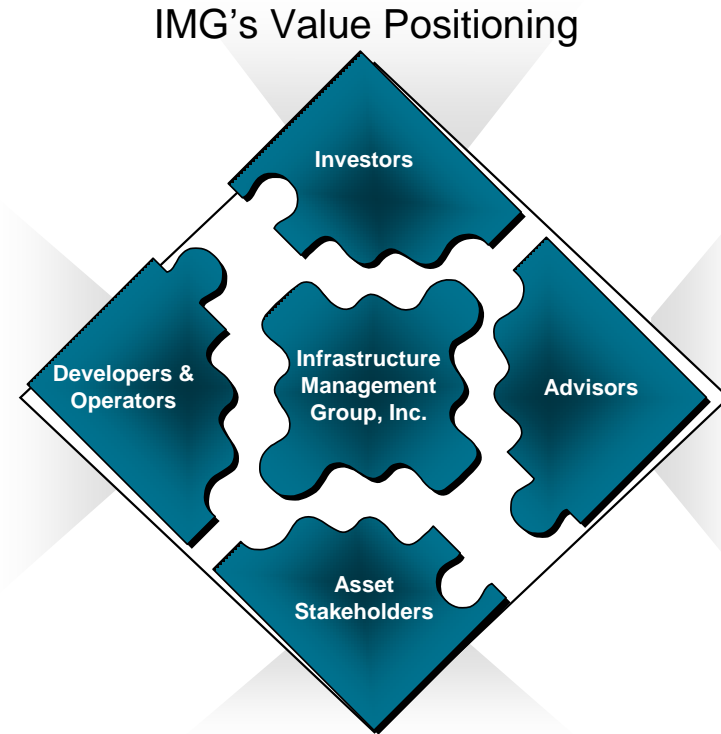 IMG's Value Positioning
Investors
Developers &
Operators
Infrastructure
Management
Group, Inc.
Advisors
Asset
Stakeholders